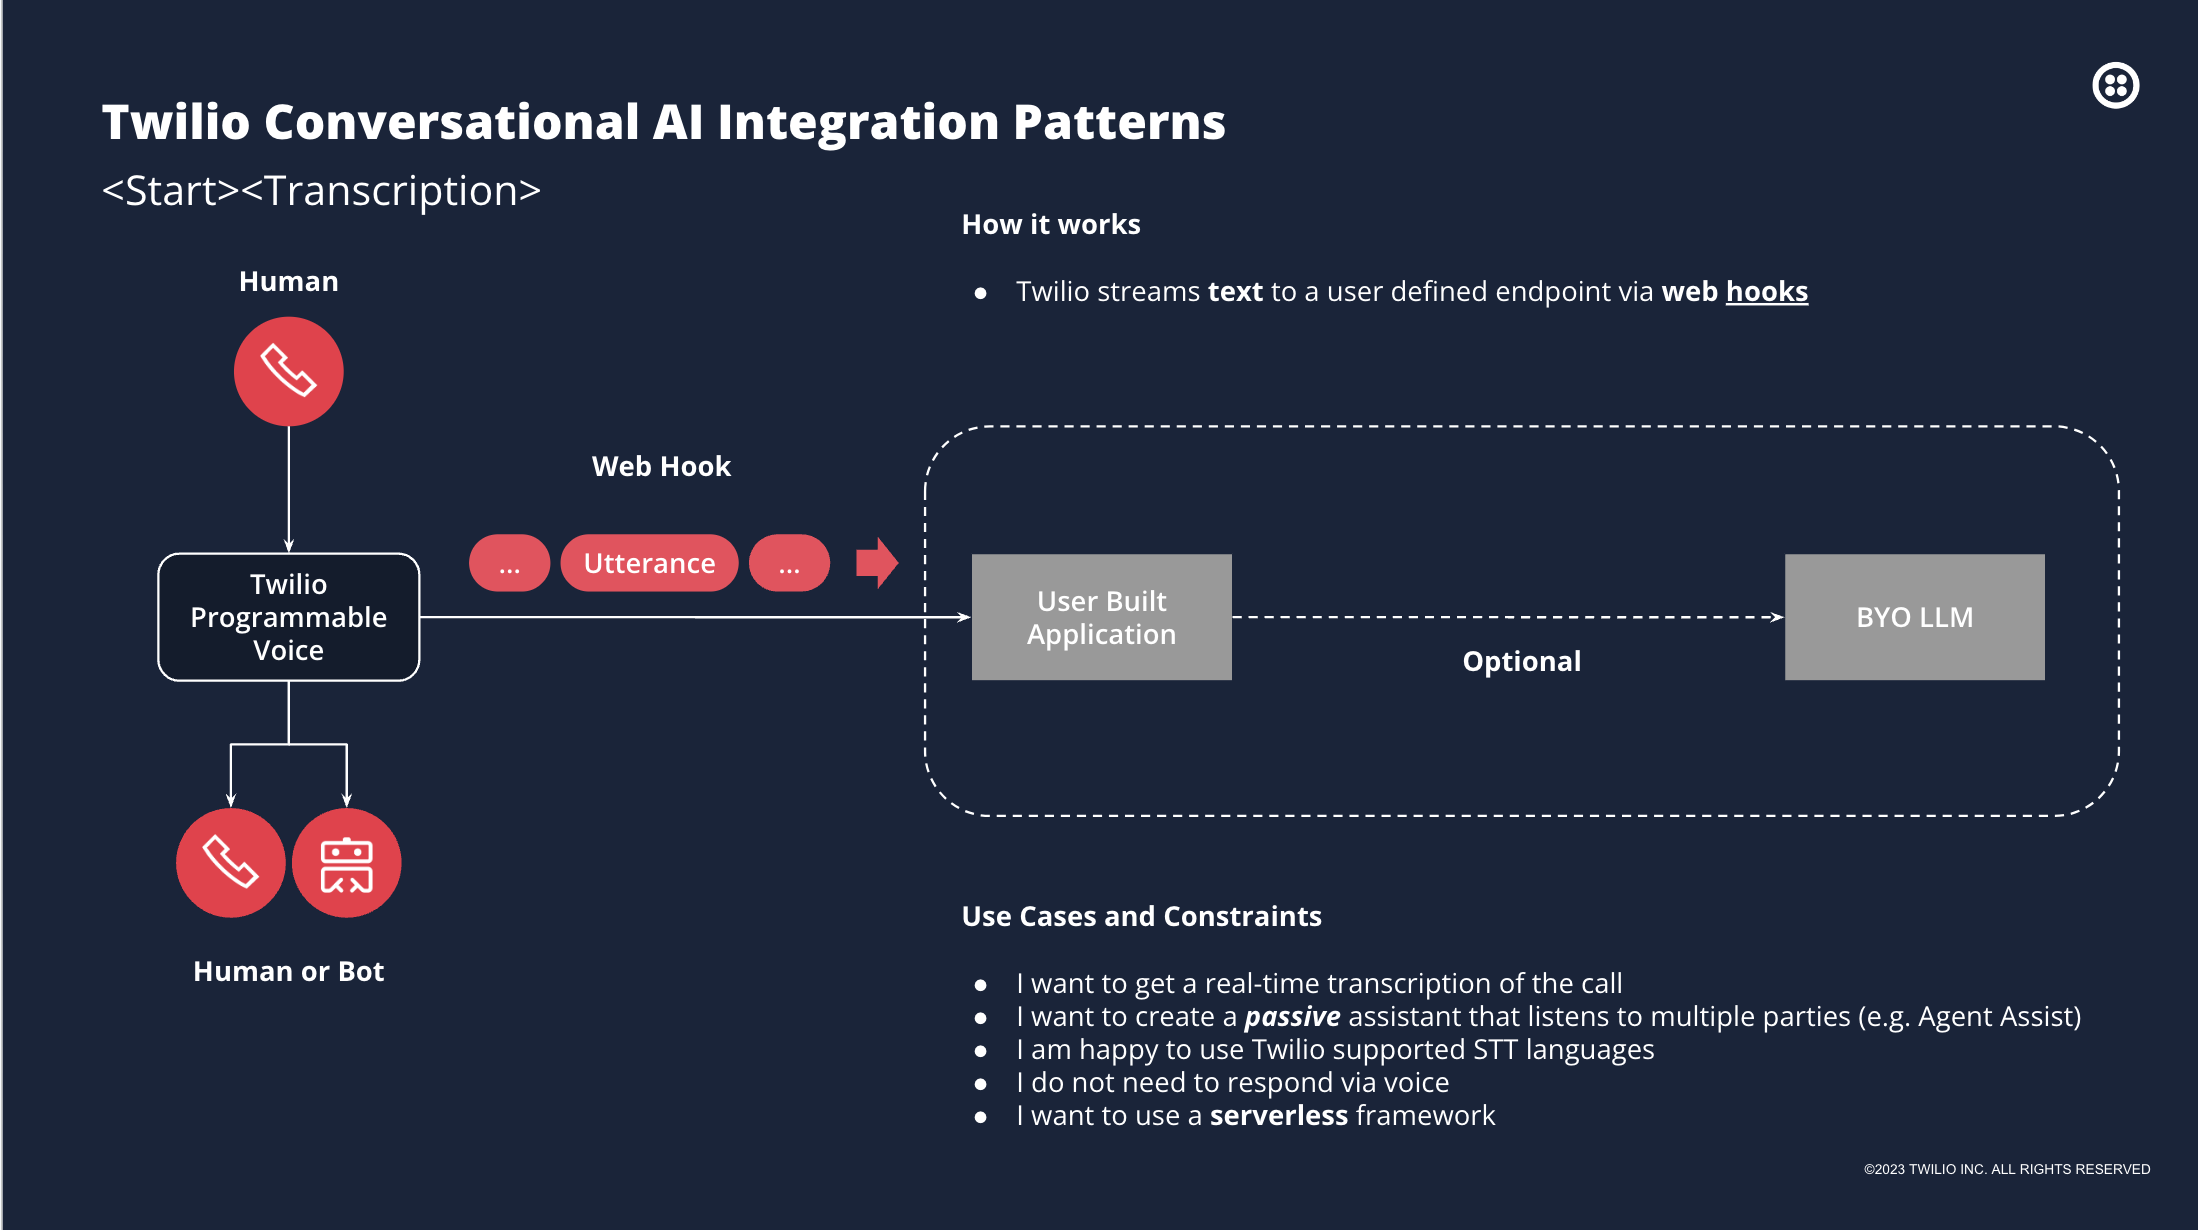 Twilio Conversational AI Integration Patterns
<Start><Transcription>
How it works
● Twilio streams text to a user defined endpoint via web hooks
Human
Web Hook
... Utterance ...
Twilio
Programmable
Voice
User Built
Application
Optional
BYO LLM
Human or Bot
Use Cases and Constraints
● I want to get a real-time transcription of the call
● I want to create a passive assistant that listens to multiple parties (e.g. Agent Assist)
● I am happy to use Twilio supported STT languages
● I do not need to respond via voice
● I want to use a serverless framework
©2023 TWILIO INC. ALL RIGHTS RESERVED